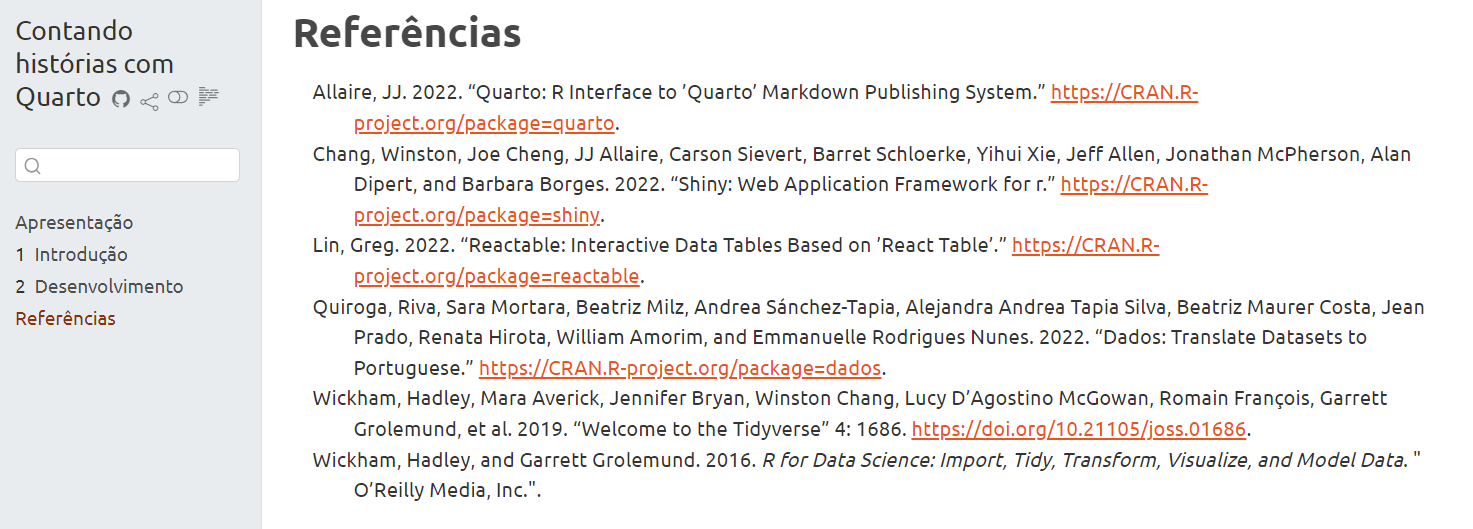 Contando
histórias com
Quarto
Apresentação
1 Introdução
2 Desenvolvimento
Referências
Referências
Allaire, JJ. 2022. “Quarto: R Interface to ’Quarto’ Markdown Publishing System.” https://CRAN.R-
project.org/package=quarto.
Chang, Winston, Joe Cheng, JJ Allaire, Carson Sievert, Barret Schloerke, Yihui Xie, Jeff Allen, Jonathan McPherson, Alan
Dipert, and Barbara Borges. 2022. “Shiny: Web Application Framework for r.” https://CRAN.R-
project.org/package=shiny.
Lin, Greg. 2022. “Reactable: Interactive Data Tables Based on ’React Table’.” https://CRAN.R-
project.org/package=reactable.
Quiroga, Riva, Sara Mortara, Beatriz Milz, Andrea Sánchez-Tapia, Alejandra Andrea Tapia Silva, Beatriz Maurer Costa, Jean
Prado, Renata Hirota, William Amorim, and Emmanuelle Rodrigues Nunes. 2022. “Dados: Translate Datasets to
Portuguese.” https://CRAN.R-project.org/package=dados.
Wickham, Hadley, Mara Averick, Jennifer Bryan, Winston Chang, Lucy D’Agostino McGowan, Romain François, Garrett
Grolemund, et al. 2019. “Welcome to the Tidyverse” 4: 1686. https://doi.org/10.21105/joss.01686.
Wickham, Hadley, and Garrett Grolemund. 2016. R for Data Science: Import, Tidy, Transform, Visualize, and Model Data. "
O’Reilly Media, Inc.".